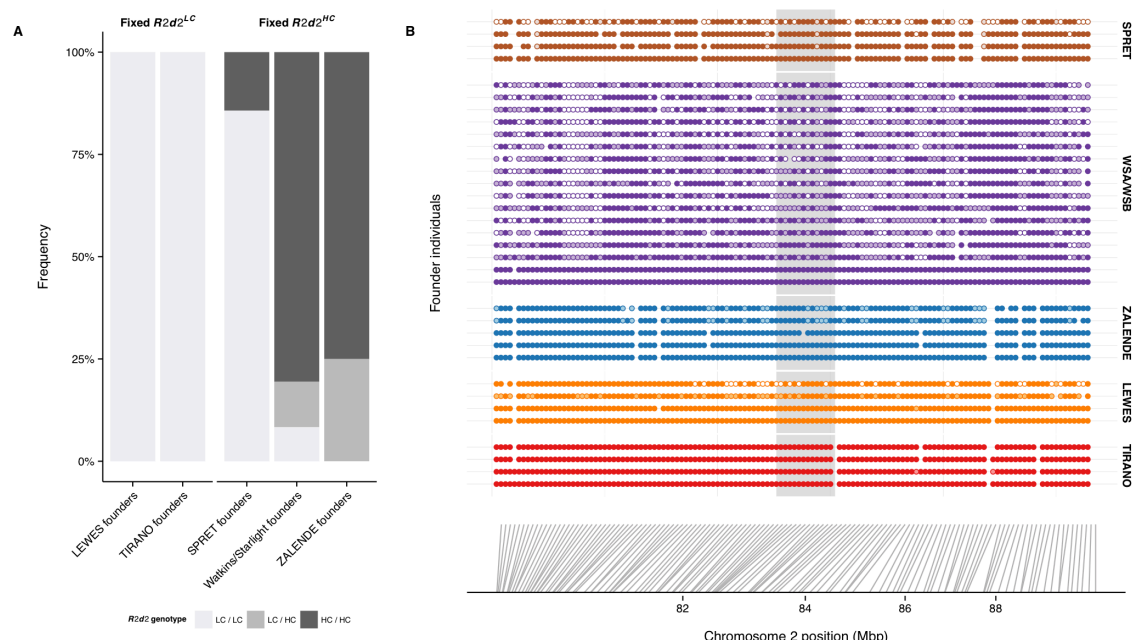 A
Fixed R2d2LC
Fixed R2d2HC
100%
75%
50%
25%
0%
Frequency
LEWES founders
TIRANO founders
SPRET founders
Watkins/Starlight founders
ZALENDE founders
R2d2 genotype
LC / LC
LC / HC
HC / HC
B
Founder individuals
SPRET
WSA/WSB
ZALENDE
LEWES
TIRANO
82
84
86
88
Chromosome 2 position (Mbp)